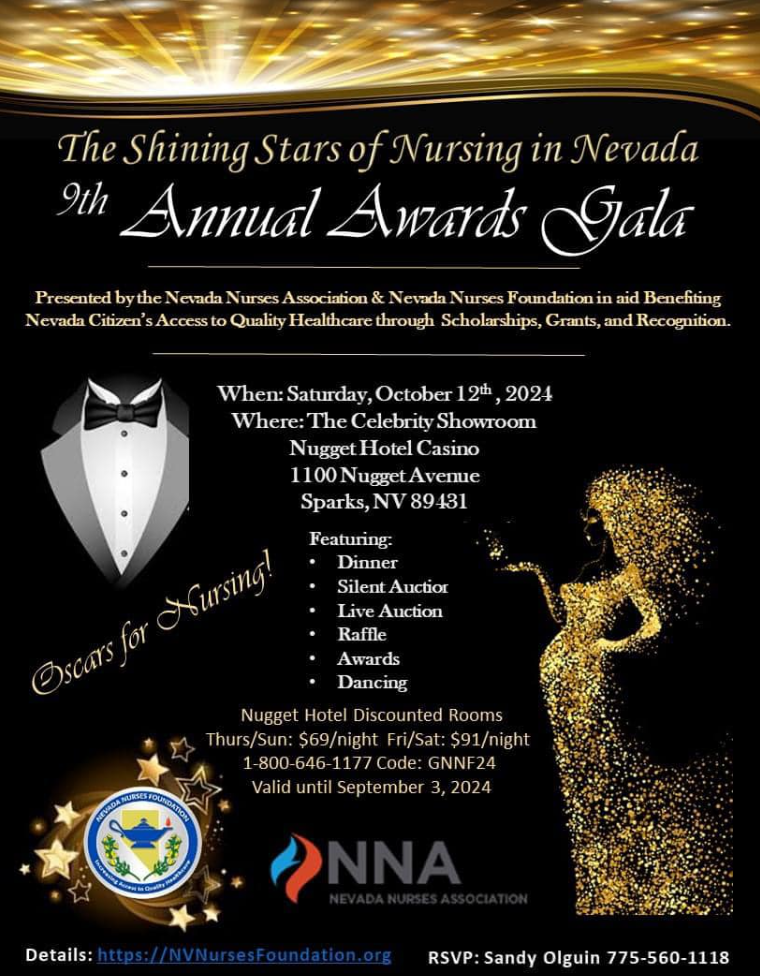 The Shining Stars of Nursing in Nevada
9th Annual Awards Gala
Presented by the Nevada Nurses Association & Nevada Nurses Foundation in aid Benefiting
Nevada Citizen's Access to Quality Healthcare through Scholarships, Grants, and Recognition.
When: Saturday, October 12th, 2024
Where: The Celebrity Showroom
Nugget Hotel Casino
1100 Nugget Avenue
Sparks, NV 89431
Featuring:
• Dinner
• Silent Auctior
• Live Auction
• Raffle
• Awards
• Dancing
Oscars for Nursing!
Nugget Hotel Discounted Rooms
Thurs/Sun: $69/night Fri/Sat: $91/night
1-800-646-1177 Code: GNNF24
Valid until September 3, 2024
NEVADA NURSES FOUNDATION
Increasing Access to Quality Healthcare
NNA
NEVADA NURSES ASSOCIATION
Details: https://NVNursesFoundation.org
RSVP: Sandy Olguin 775-560-1118